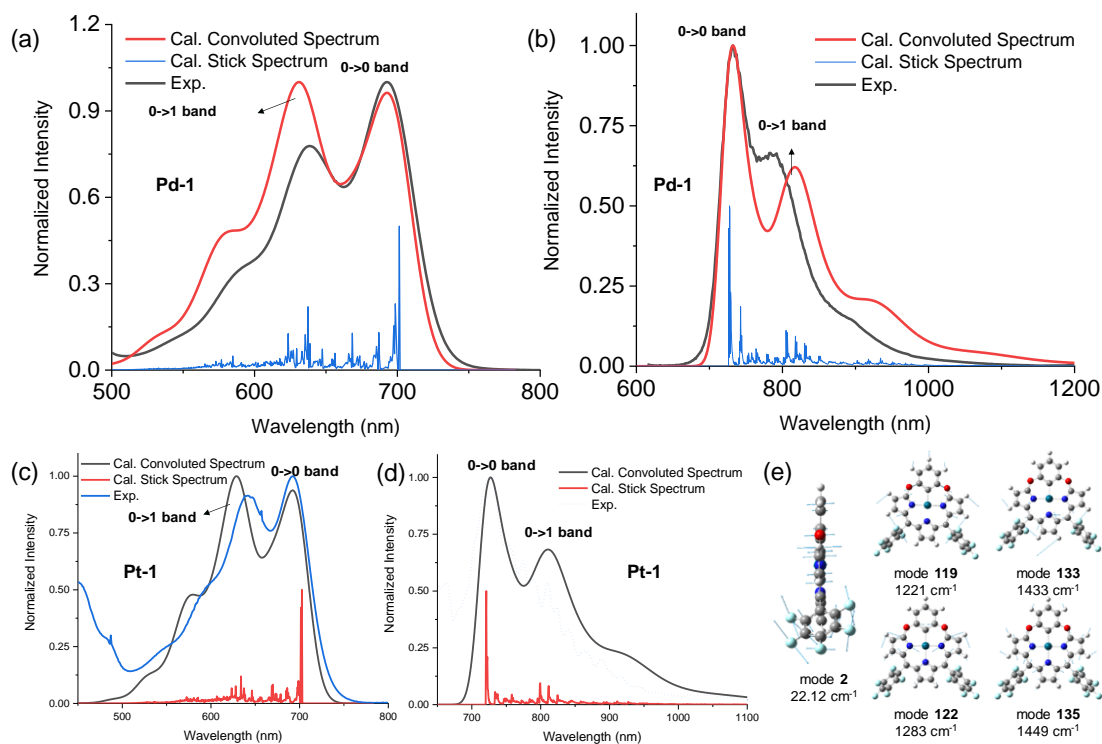 (a)
1.2
0.9
0.6
0.3
0.0
Normalized Intensity
Cal. Convoluted Spectrum
Cal. Stick Spectrum
Exp.
0->0 band
0->1 band
Pd-1
500 600 700 800
Wavelength (nm)
(b)
1.00
0.75
0.50
0.25
0.00
Normalized Intensity
0->0 band
Cal. Convoluted Spectrum
Cal. Stick Spectrum
Exp.
0->1 band
Pd-1
600 800 1000 1200
Wavelength (nm)
(c)
1.00
0.75
0.50
0.25
0.00
Normalized Intensity
Cal. Convoluted Spectrum
Cal. Stick Spectrum
Exp.
0->0 band
0->1 band
Pt-1
500 600 700 800
Wavelength (nm)
(d)
1.00
0.75
0.50
0.25
0.00
Normalized Intensity
0->0 band
Cal. Convoluted Spectrum
Cal. Stick Spectrum
Exp.
0->1 band
Pt-1
700 800 900 1000 1100
Wavelength (nm)
(e)
mode 2
22.12 cm⁻¹
mode 119
1221 cm⁻¹
mode 133
1433 cm⁻¹
mode 122
1283 cm⁻¹
mode 135
1449 cm⁻¹